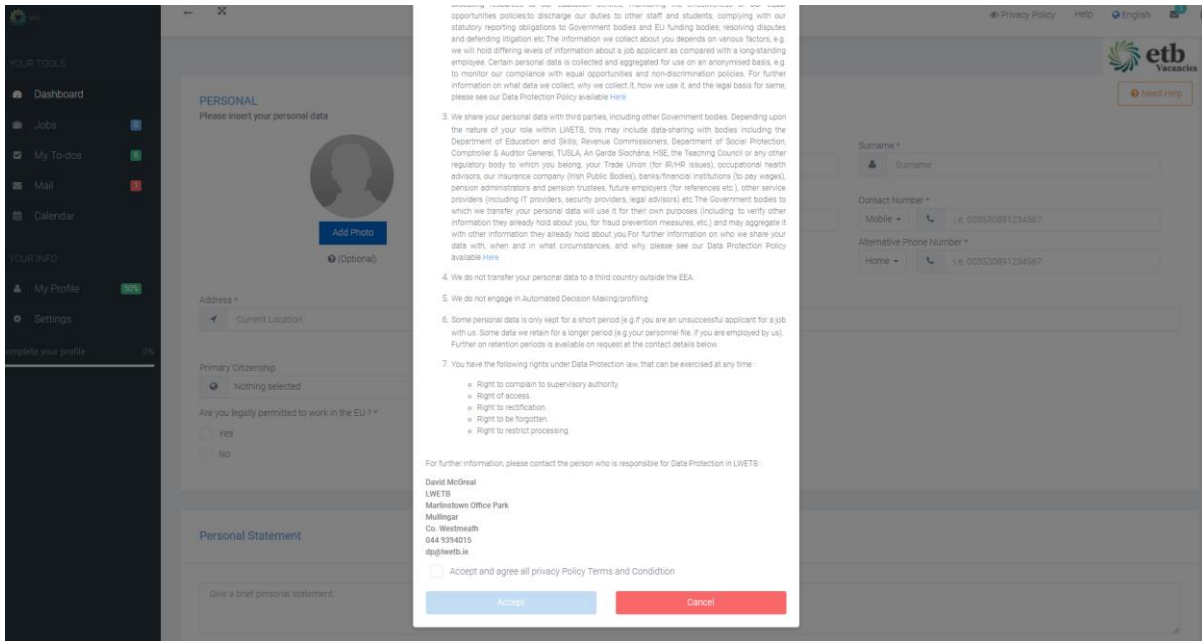 etb
Privacy Policy
Help
English
YOUR TOOLS
Dashboard
Jobs 0
My To-dos
Mail
Calendar
YOUR INFO
My Profile 50%
Settings
omplete your profile 0%
etb
Vacancies
Need Help
PERSONAL
Please insert your personal data
Add Photo
(Optional)
Surname *
Surname
Contact Number *
Mobile
i.e. 003530891234567
Alternative Phone Number *
Home
i.e. 003530891234567
Address *
Current Location
Primary Citizenship
Nothing selected
Are you legally permitted to work in the EU ? *
Yes
No
Personal Statement
Give a brief personal statement.
opportunities policies;to discharge our duties to other staff and students; complying with our
statutory reporting obligations to Government bodies and EU funding bodies; resolving disputes
and defending litigation etc.The information we collect about you depends on various factors, e.g.
we will hold differing levels of information about a job applicant as compared with a long-standing
employee. Certain personal data is collected and aggregated for use on an anonymised basis, e.g.
to monitor our compliance with equal opportunities and non-discrimination policies. For further
information on what data we collect, why we collect it, how we use it, and the legal basis for same,
please see our Data Protection Policy available Here
3. We share your personal data with third parties, including other Government bodies. Depending upon
the nature of your role within LWETB, this may include data-sharing with bodies including the
Department of Education and Skills, Revenue Commissioners, Department of Social Protection,
Comptroller & Auditor General, TUSLA, An Garda Síochána, HSE, the Teaching Council or any other
regulatory body to which you belong, your Trade Union (for IR/HR issues), occupational health
advisors, our insurance company (Irish Public Bodies), banks/financial institutions (to pay wages),
pension administrators and pension trustees, future employers (for references etc.), other service
providers (including IT providers, security providers, legal advisors) etc.The Government bodies to
which we transfer your personal data will use it for their own purposes (including: to verify other
information they already hold about you, for fraud prevention measures, etc.) and may aggregate it
with other information they already hold about you.For further information on who we share your
data with, when and in what circumstances, and why, please see our Data Protection Policy
available Here
4. We do not transfer your personal data to a third country outside the EEA.
5. We do not engage in Automated Decision Making/profiling.
6. Some personal data is only kept for a short period (e.g.if you are an unsuccessful applicant for a job
with us. Some data we retain for a longer period (e.g.your personnel file, if you are employed by us).
Further on retention periods is available on request at the contact details below.
7. You have the following rights under Data Protection law, that can be exercised at any time :
Right to complain to supervisory authority.
Right of access.
Right to rectification.
Right to be forgotten.
Right to restrict processing.
For further information, please contact the person who is responsible for Data Protection in LWETB :
David McGreal
LWETB
Marlinstown Office Park
Mullingar
Co. Westmeath
044 9394015
dp@lwetb.ie
Accept and agree all privacy Policy Terms and Condidtion
Accept
Cancel